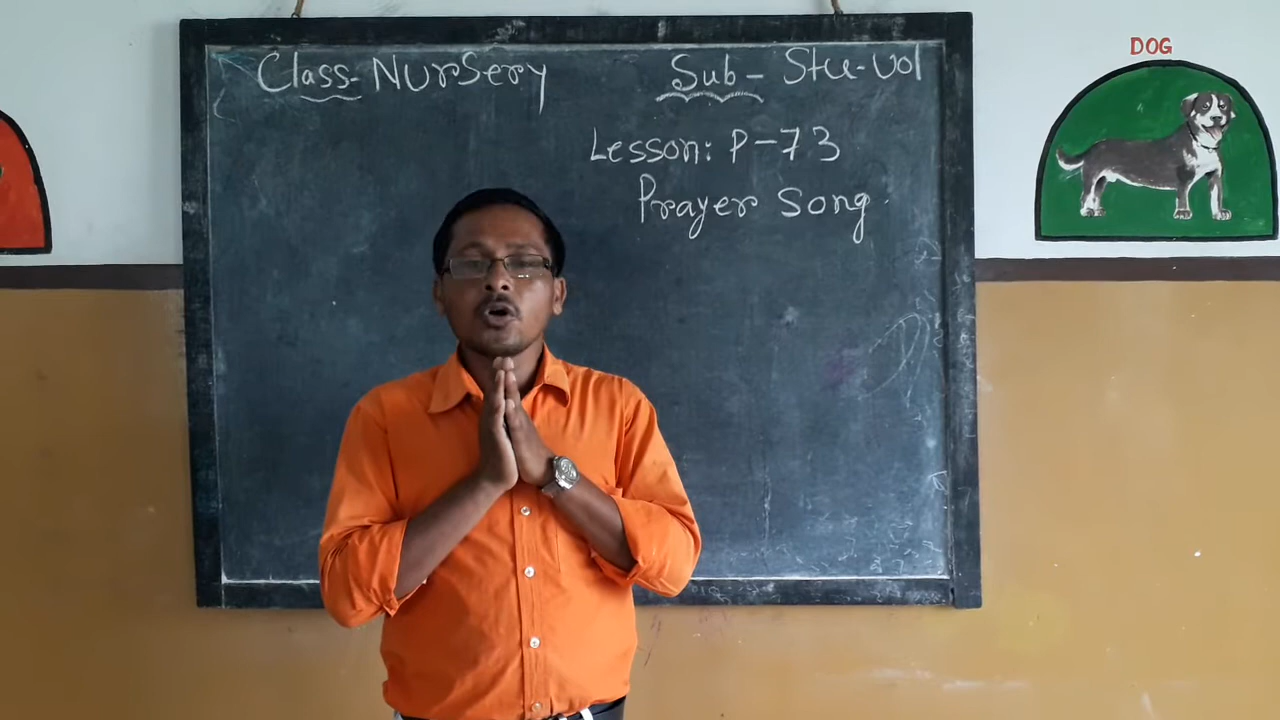 Class- Nursery
Sub- Stu-vol
Lesson: P-73
Prayer Song.
DOG